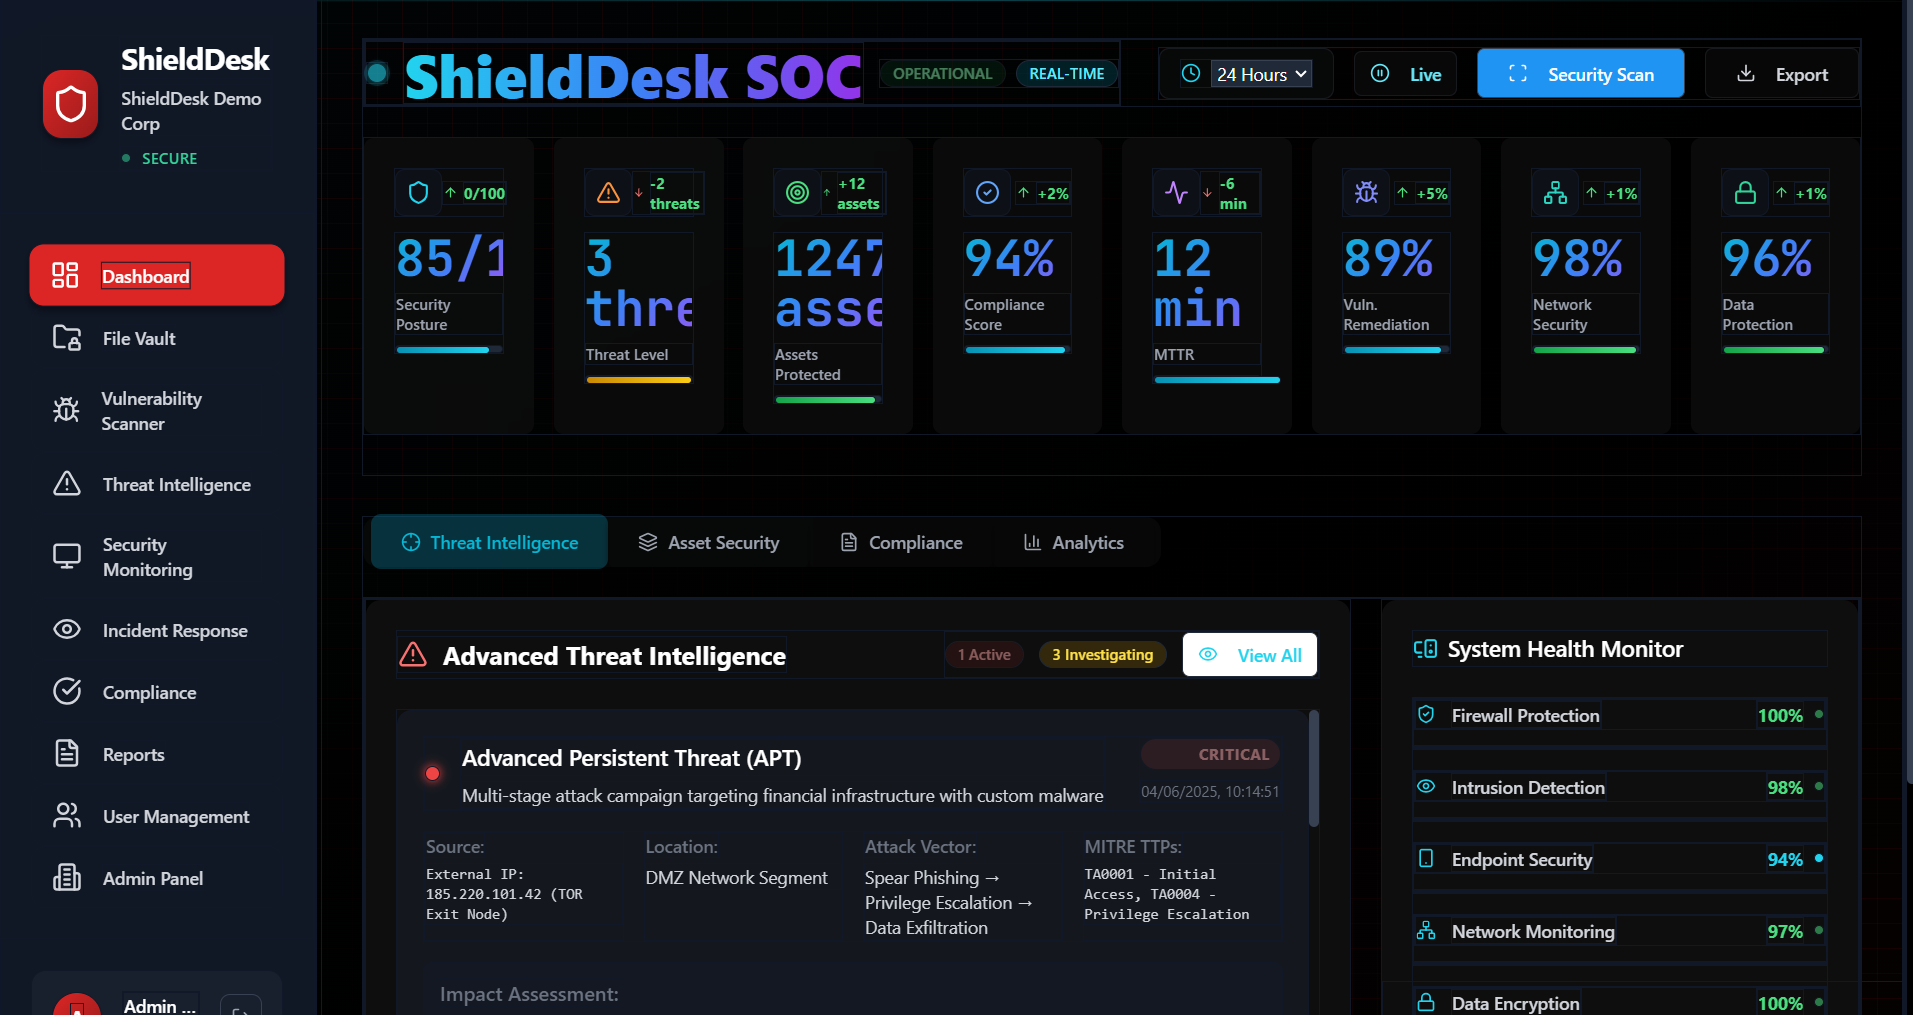 ShieldDesk
ShieldDesk Demo
Corp
SECURE
Dashboard
File Vault
Vulnerability
Scanner
Threat Intelligence
Security
Monitoring
Incident Response
Compliance
Reports
User Management
Admin Panel
Admin ...
ShieldDesk SOC
OPERATIONAL
REAL-TIME
24 Hours
Live
Security Scan
Export
↑ 0/100
85/1
Security
Posture
↓ -2
threats
3
thre
Threat Level
↑ +12
assets
1247
asse
Assets
Protected
↑ +2%
94%
Compliance
Score
↓ -6
min
12
min
MTTR
↑ +5%
89%
Vuln.
Remediation
↑ +1%
98%
Network
Security
↑ +1%
96%
Data
Protection
Threat Intelligence
Asset Security
Compliance
Analytics
Advanced Threat Intelligence
1 Active
3 Investigating
View All
Advanced Persistent Threat (APT)
CRITICAL
Multi-stage attack campaign targeting financial infrastructure with custom malware
04/06/2025, 10:14:51
Source:
External IP:
185.220.101.42 (TOR
Exit Node)
Location:
DMZ Network Segment
Attack Vector:
Spear Phishing →
Privilege Escalation →
Data Exfiltration
MITRE TTPs:
TA0001 - Initial
Access, TA0004 -
Privilege Escalation
Impact Assessment:
System Health Monitor
Firewall Protection 100%
Intrusion Detection 98%
Endpoint Security 94%
Network Monitoring 97%
Data Encryption 100%